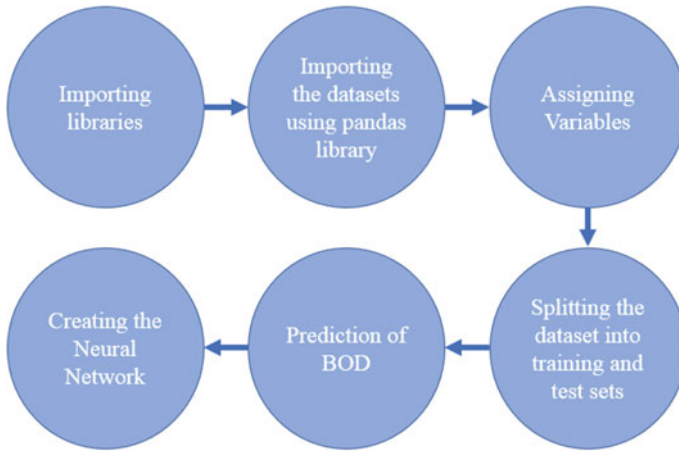 Importing
libraries
Importing
the datasets
using pandas
library
Assigning
Variables
Splitting the
dataset into
training and
test sets
Prediction of
BOD
Creating the
Neural
Network